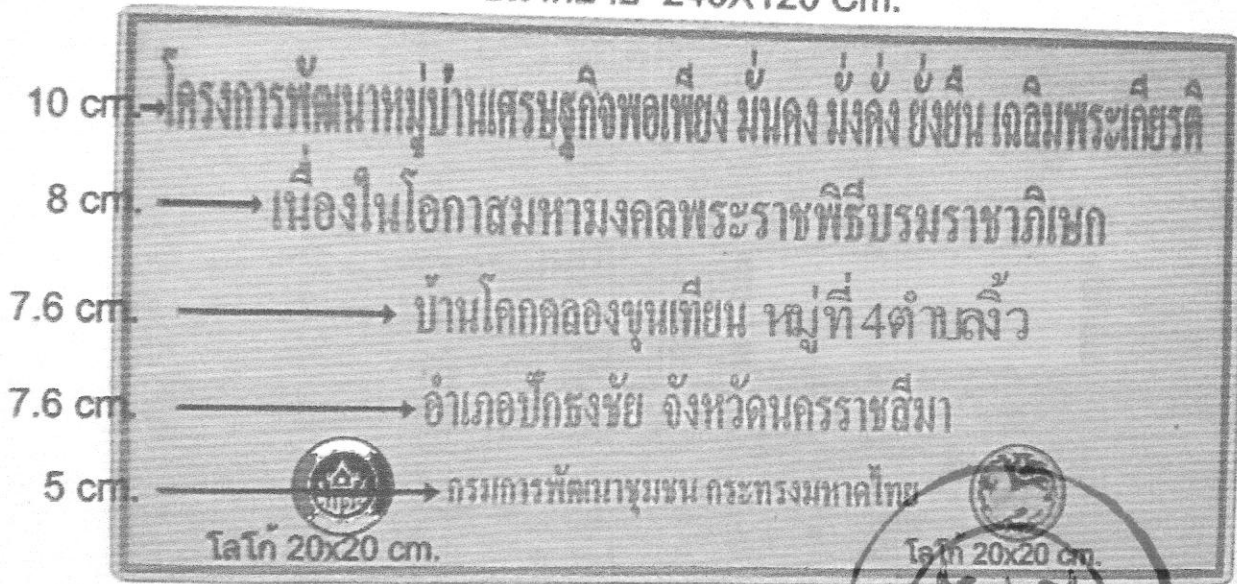 240X120 Cm.
10 cm. โครงการพัฒนาหมู่บ้านเศรษฐกิจพอเพียง มั่นคง มั่งคั่ง ยั่งยืน เฉลิมพระเกียรติ
8 cm. เนื่องในโอกาสมหามงคลพระราชพิธีบรมราชาภิเษก
7.6 cm. บ้านโคกคลองขุนเทียน หมู่ที่ 4ตำบลงิ้ว
7.6 cm. อำเภอปักธงชัย จังหวัดนครราชสีมา
5 cm. กรมการพัฒนาชุมชน กระทรวงมหาดไทย
โลโก้ 20x20 cm. โลโก้ 20x20 cm.